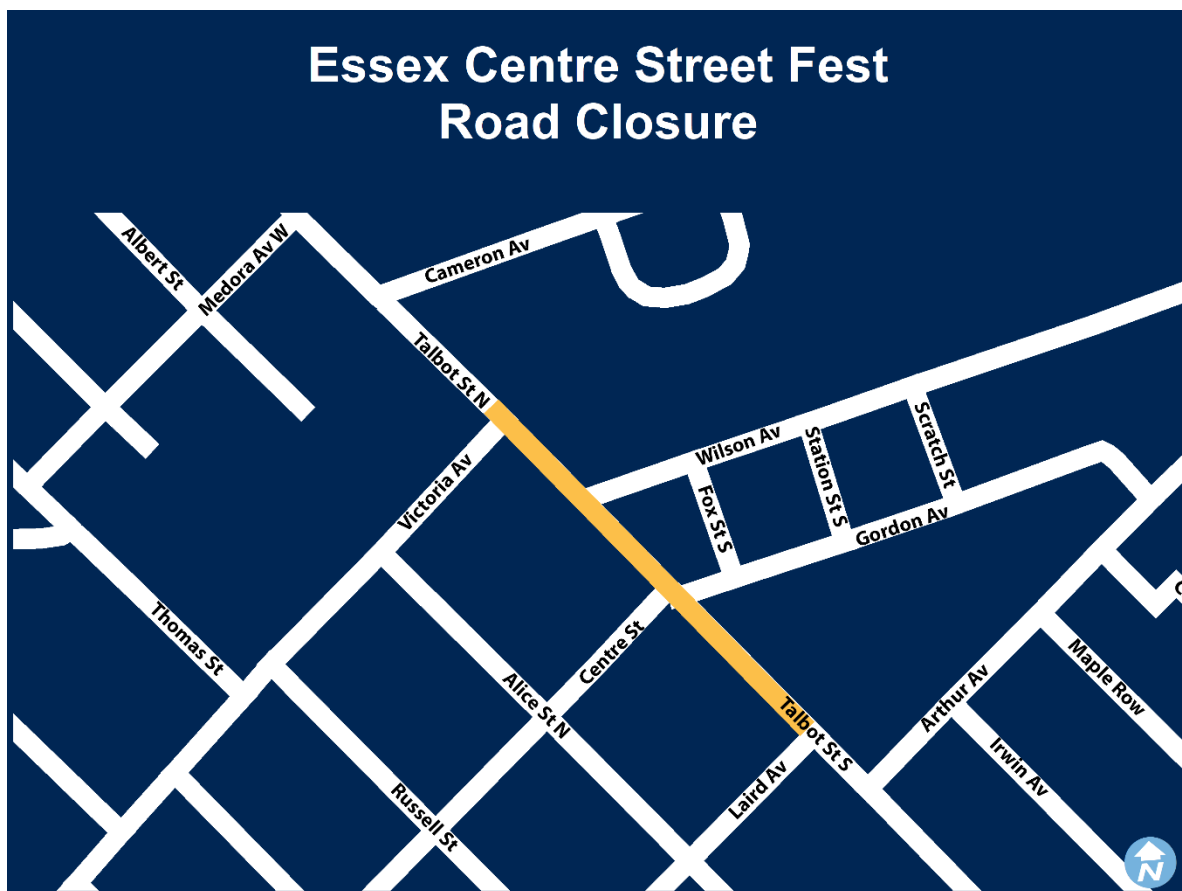 Essex Centre Street Fest
Road Closure
Albert St
Medora Av W
Cameron Av
Talbot St N
Victoria Av
Wilson Av
Station St S
Scratch St
Fox St S
Gordon Av
Thomas St
Centre St
Alice St N
Talbot St S
Arthur Av
Maple Row
Irwin Av
Laird Av
Russell St
N